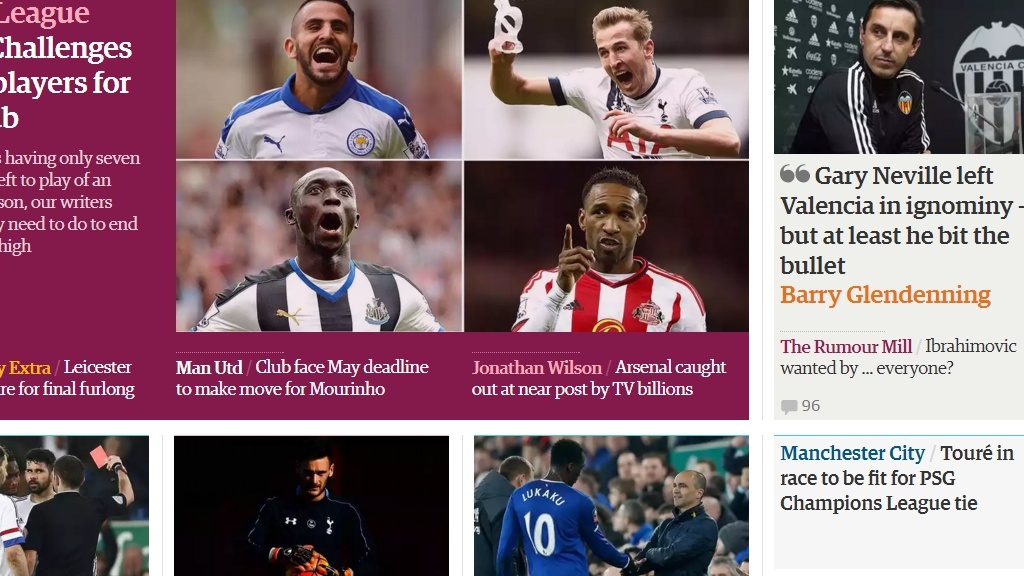 League
Challenges
players for
having only seven
left to play of an
our writers
need to do to end
high
Extra / Leicester
for final furlong
Man Utd / Club face May deadline
to make move for Mourinho
Jonathan Wilson / Arsenal caught
out at near post by TV billions
VALENCIA C
Gary Neville left
Valencia in ignominy -
but at least he bit the
bullet
Barry Glendenning
The Rumour Mill / Ibrahimovic
wanted by ... everyone?
96
LUKAKU
10
Manchester City / Touré in
race to be fit for PSG
Champions League tie